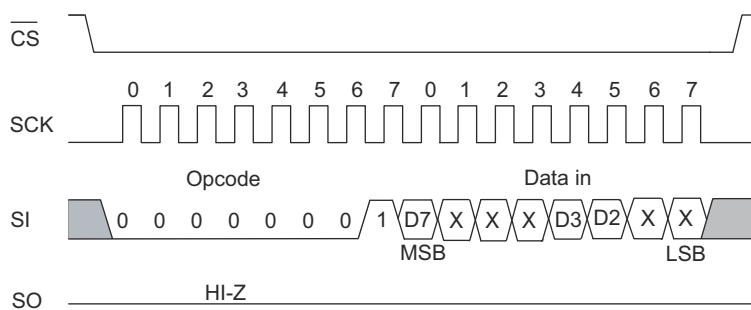 CS
0 1 2 3 4 5 6 7 0 1 2 3 4 5 6 7
SCK
Opcode Data in
SI 0 0 0 0 0 0 0 1 D7 X X X D3 D2 X X
MSB LSB
HI-Z
SO